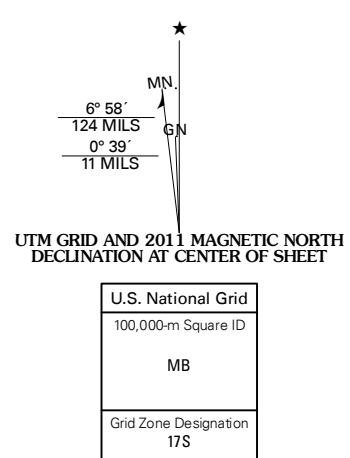 ★
MN.
6° 58´
124 MILS
GN
0° 39´
11 MILS
UTM GRID AND 2011 MAGNETIC NORTH
DECLINATION AT CENTER OF SHEET
U.S. National Grid
100,000-m Square ID
MB
Grid Zone Designation
17S